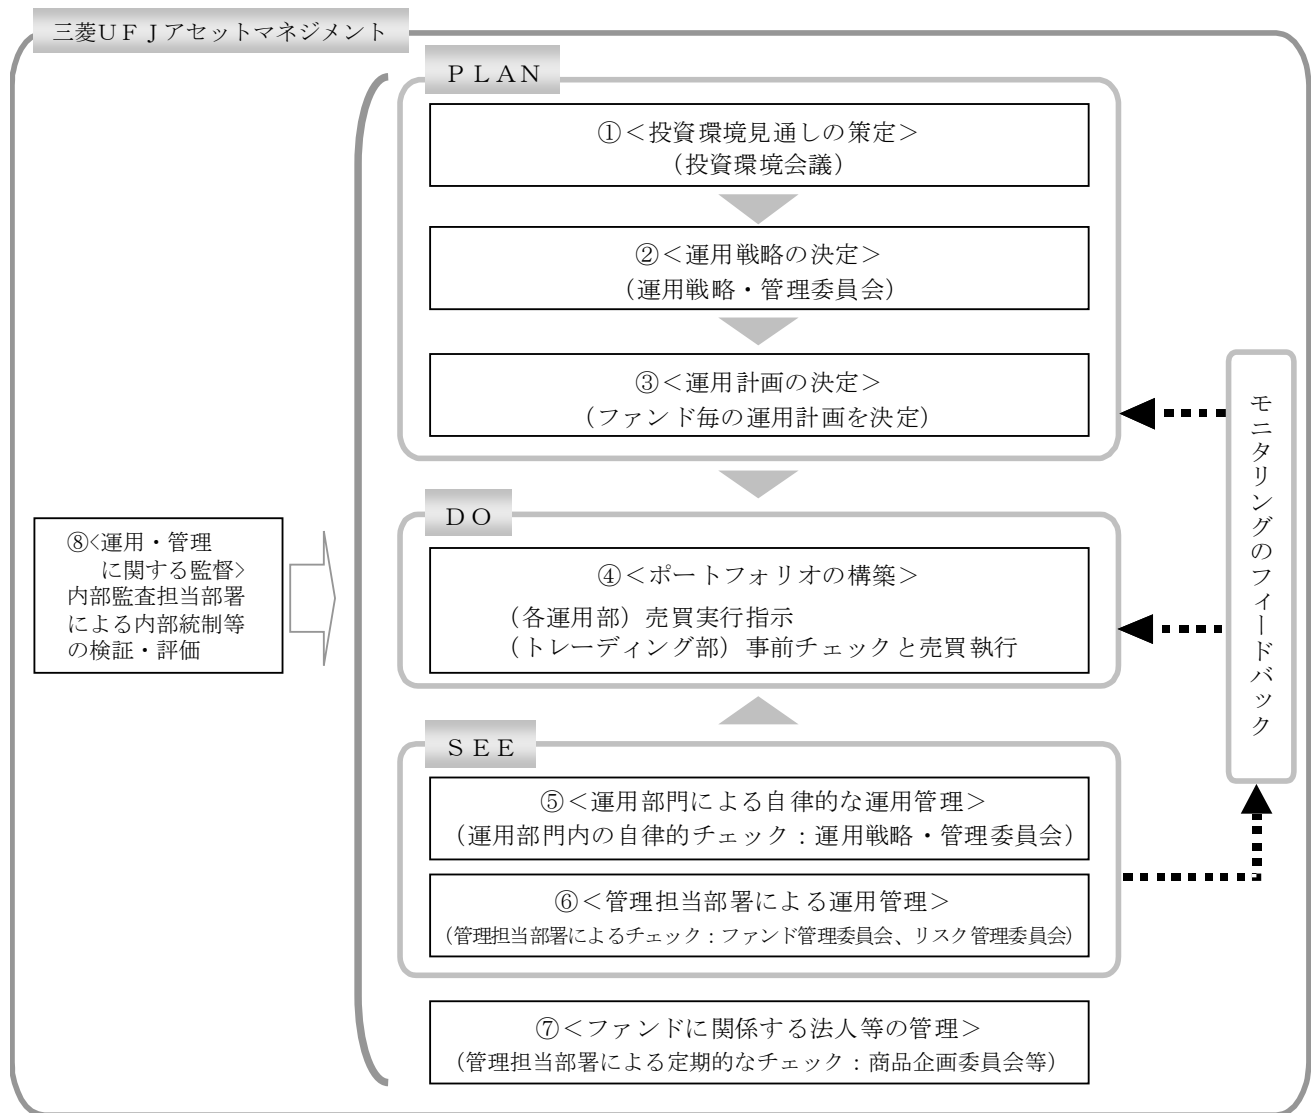 三菱ＵＦＪアセットマネジメント
ＰＬＡＮ
①＜投資環境見通しの策定＞
（投資環境会議）
②＜運用戦略の決定＞
（運用戦略・管理委員会）
③＜運用計画の決定＞
（ファンド毎の運用計画を決定）
ＤＯ
④＜ポートフォリオの構築＞
（各運用部）売買実行指示
（トレーディング部）事前チェックと売買執行
ＳＥＥ
⑤＜運用部門による自律的な運用管理＞
（運用部門内の自律的チェック：運用戦略・管理委員会）
⑥＜管理担当部署による運用管理＞
（管理担当部署によるチェック：ファンド管理委員会、リスク管理委員会）
⑦＜ファンドに関係する法人等の管理＞
（管理担当部署による定期的なチェック：商品企画委員会等）
⑧<運用・管理
に関する監督>
内部監査担当部署
による内部統制等
の検証・評価
モニタリングのフィードバック